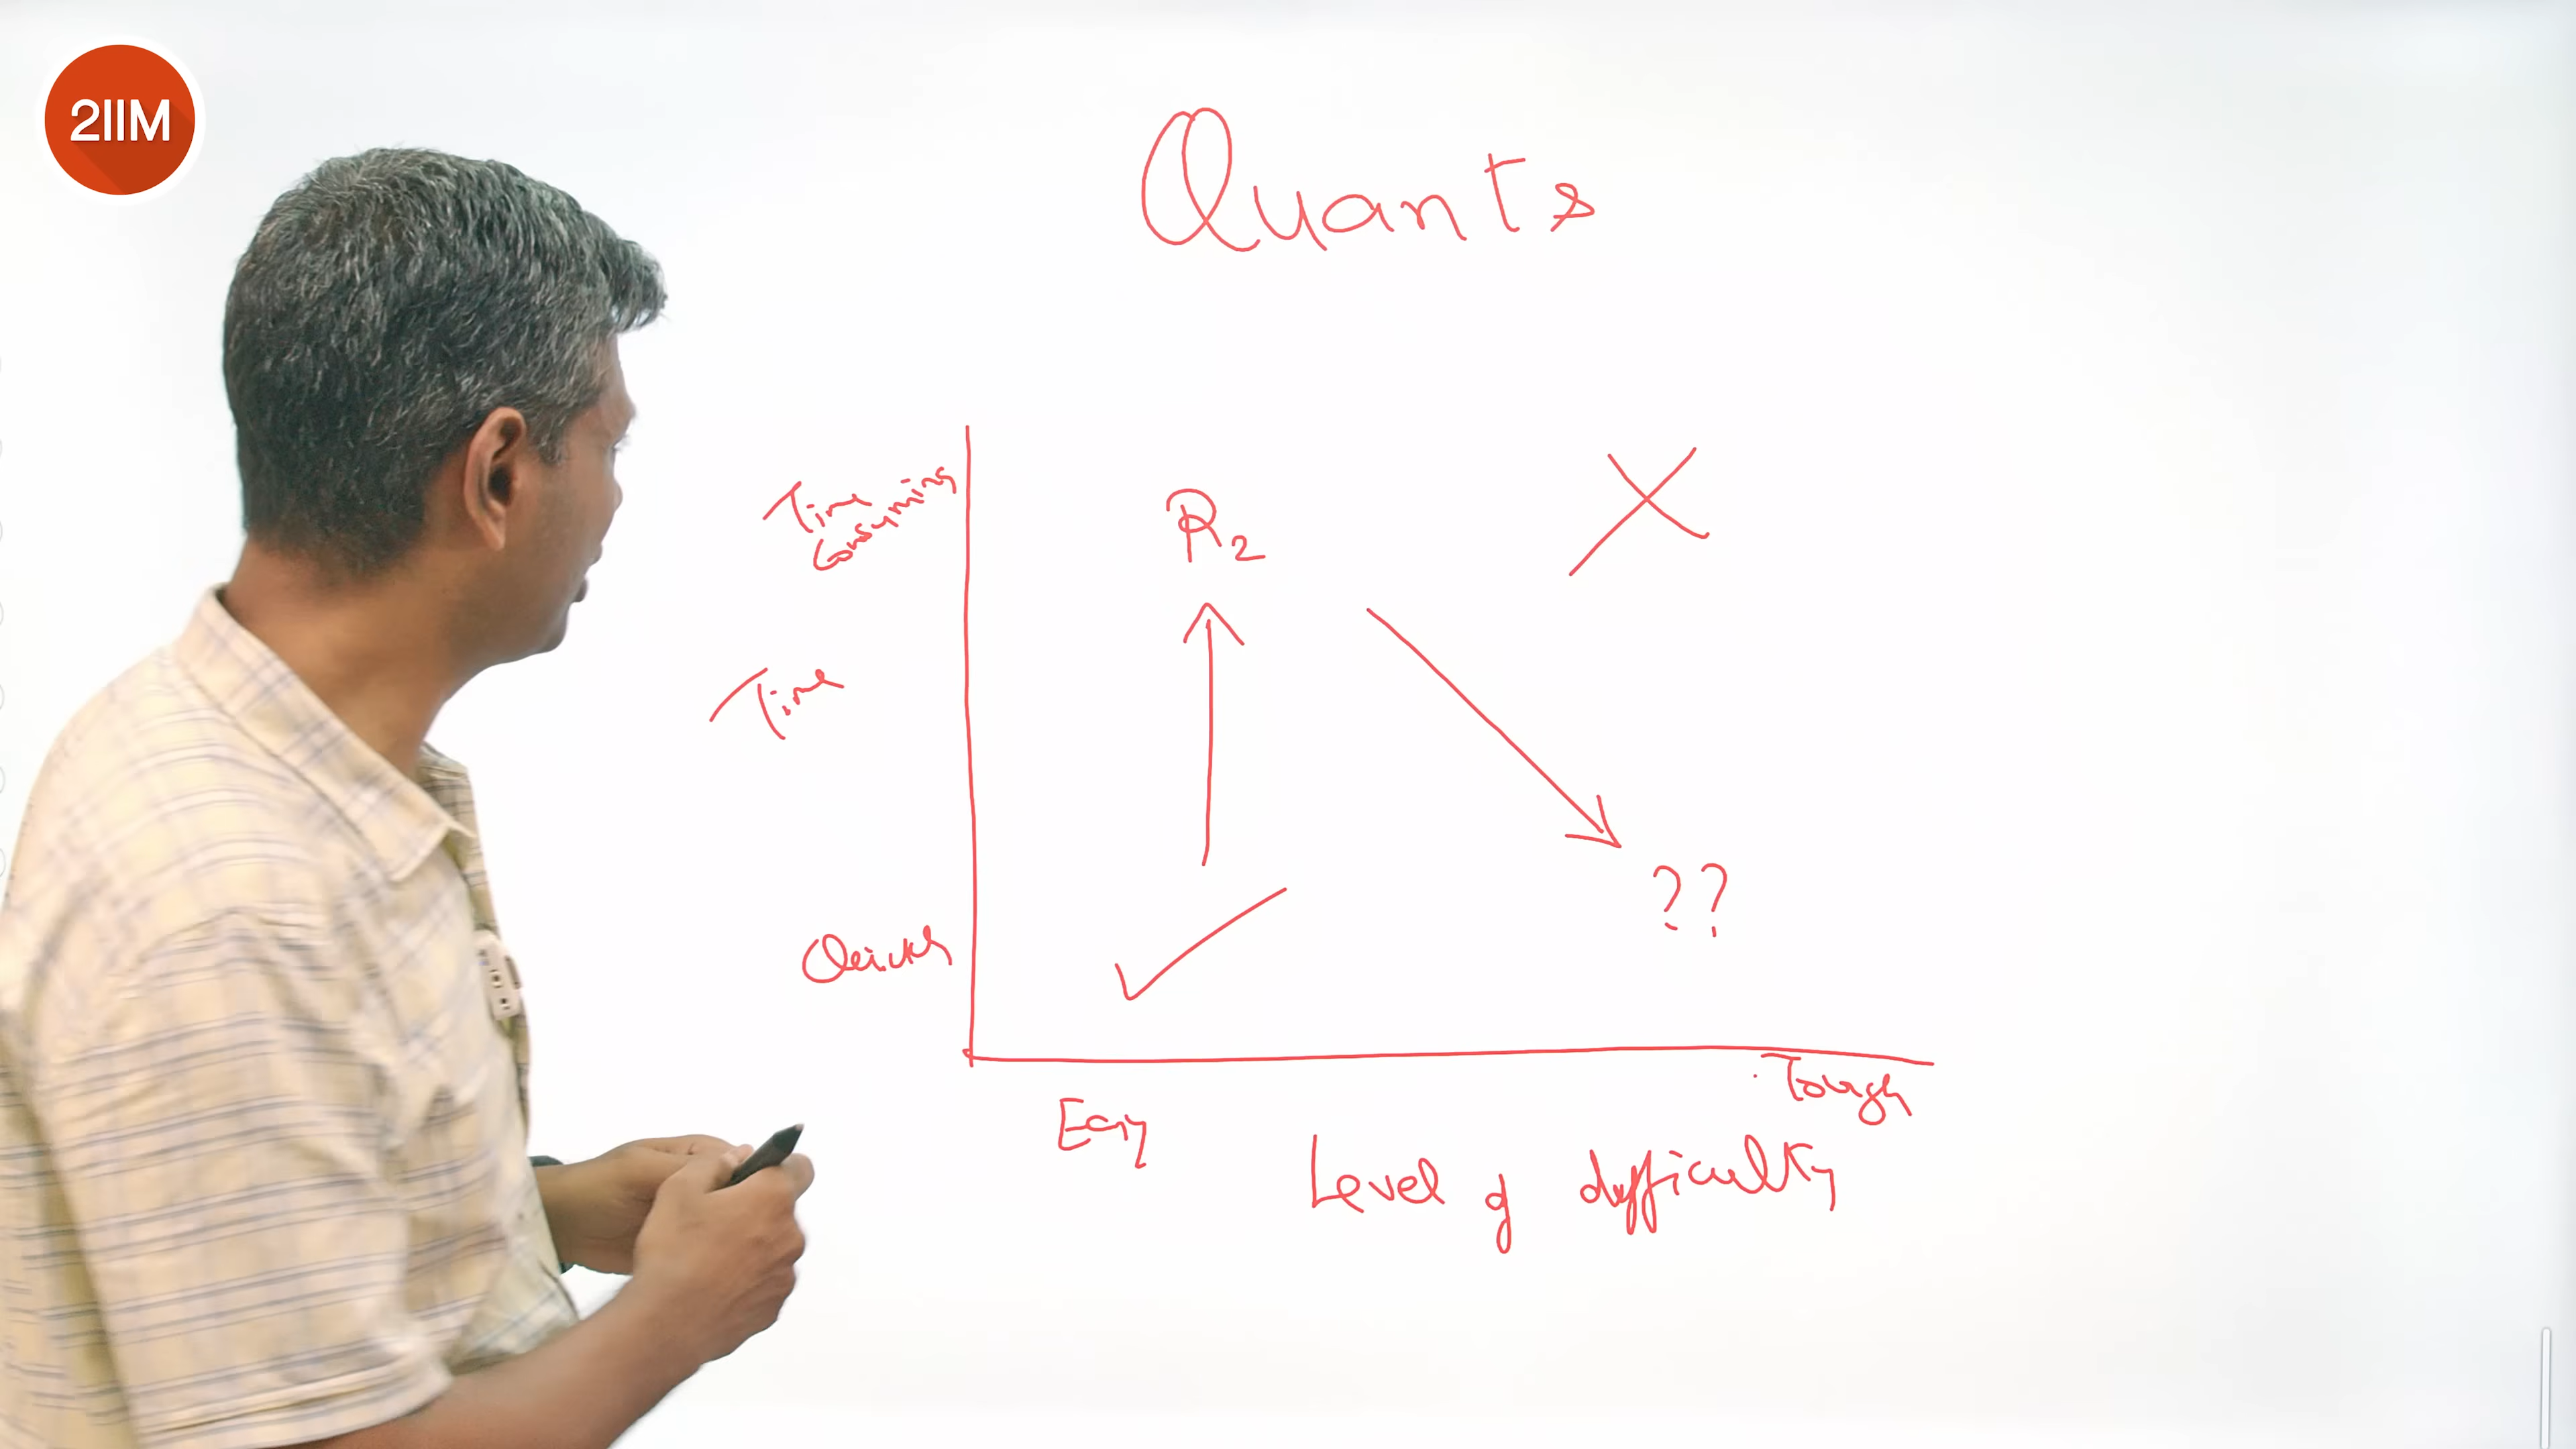 2IIM
Quants
Time
Consuming
R2
X
Time
??
Quick
Tough
Easy
Level of difficulty